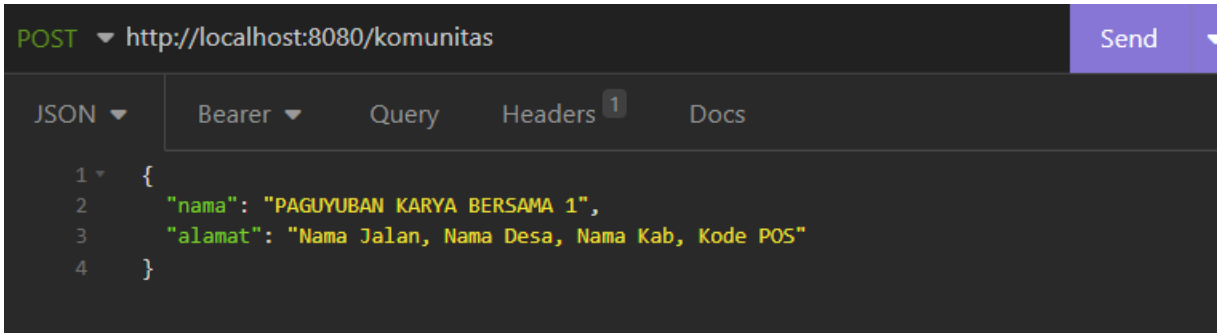 POST http://localhost:8080/komunitas Send
JSON Bearer Query Headers 1 Docs
1 {
2 "nama": "PAGUYUBAN KARYA BERSAMA 1",
3 "alamat": "Nama Jalan, Nama Desa, Nama Kab, Kode POS"
4 }